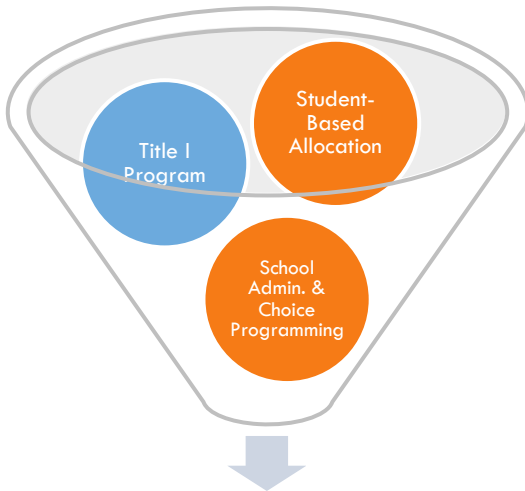 Title I
Program
Student-
Based
Allocation
School
Admin. &
Choice
Programming